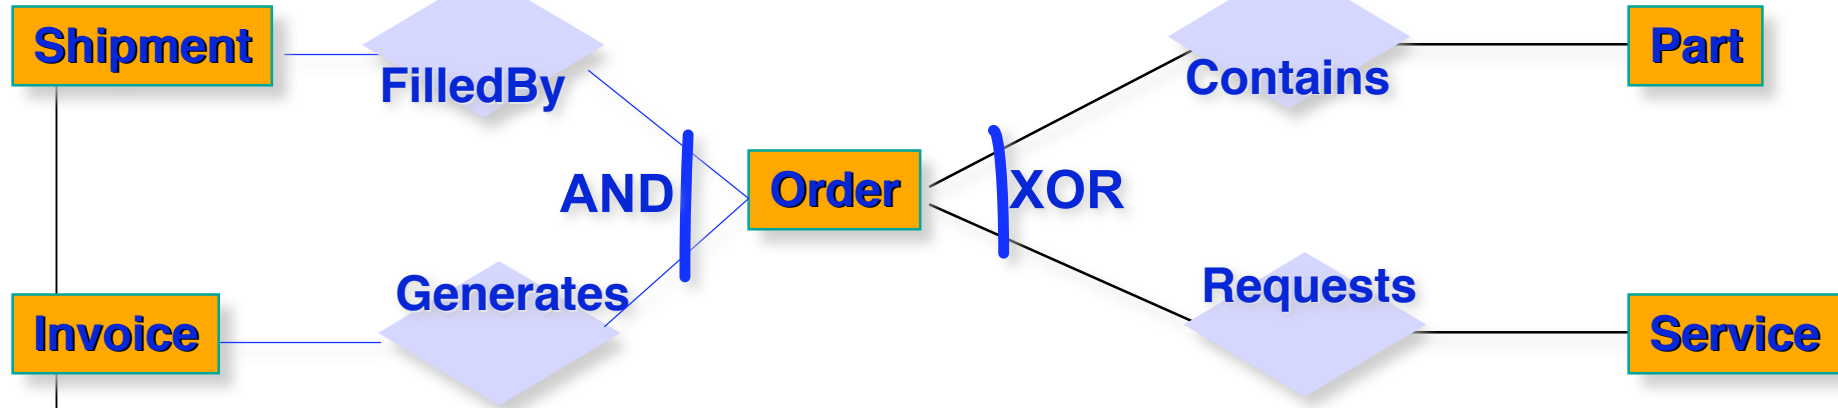 Shipment
FilledBy
Contains
Part
AND
Order
XOR
Invoice
Generates
Requests
Service